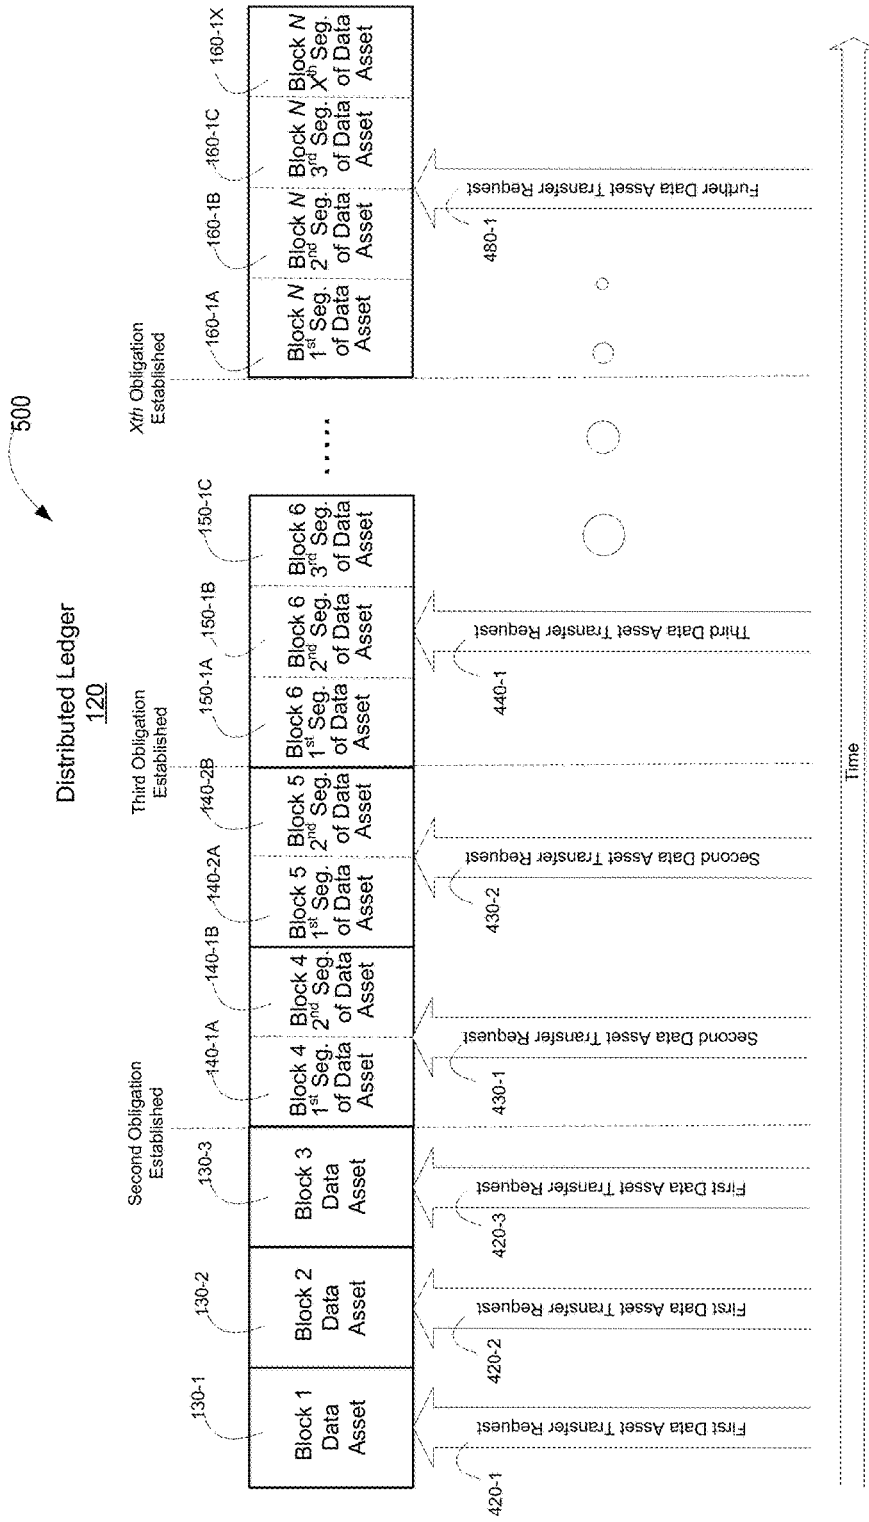 500
Distributed Ledger
120
Second Obligation
Established
Third Obligation
Established
Xth Obligation
Established
130-1
130-2
130-3
140-1A
140-1B
140-2A
140-2B
150-1A
150-1B
150-1C
160-1A
160-1B
160-1C
160-1X
Block 1
Data
Asset
Block 2
Data
Asset
Block 3
Data
Asset
Block 4
1st Seg.
of Data
Asset
Block 4
2nd Seg.
of Data
Asset
Block 5
1st Seg.
of Data
Asset
Block 5
2nd Seg.
of Data
Asset
Block 6
1st Seg.
of Data
Asset
Block 6
2nd Seg.
of Data
Asset
Block 6
3rd Seg.
of Data
Asset
.....
Block N
1st Seg.
of Data
Asset
Block N
2nd Seg.
of Data
Asset
Block N
3rd Seg.
of Data
Asset
Block N
Xth Seg.
of Data
Asset
First Data Asset Transfer Request
420-1
First Data Asset Transfer Request
420-2
First Data Asset Transfer Request
420-3
Second Data Asset Transfer Request
430-1
Second Data Asset Transfer Request
430-2
Third Data Asset Transfer Request
440-1
Further Data Asset Transfer Request
480-1
Time